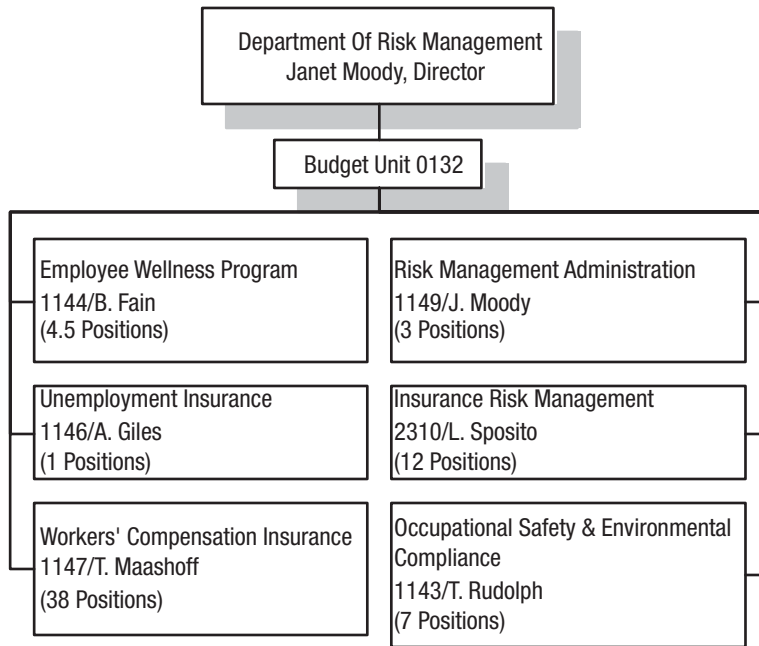 Department Of Risk Management
Janet Moody, Director
Budget Unit 0132
Employee Wellness Program
1144/B. Fain
(4.5 Positions)
Risk Management Administration
1149/J. Moody
(3 Positions)
Unemployment Insurance
1146/A. Giles
(1 Positions)
Insurance Risk Management
2310/L. Sposito
(12 Positions)
Workers' Compensation Insurance
1147/T. Maashoff
(38 Positions)
Occupational Safety & Environmental
Compliance
1143/T. Rudolph
(7 Positions)